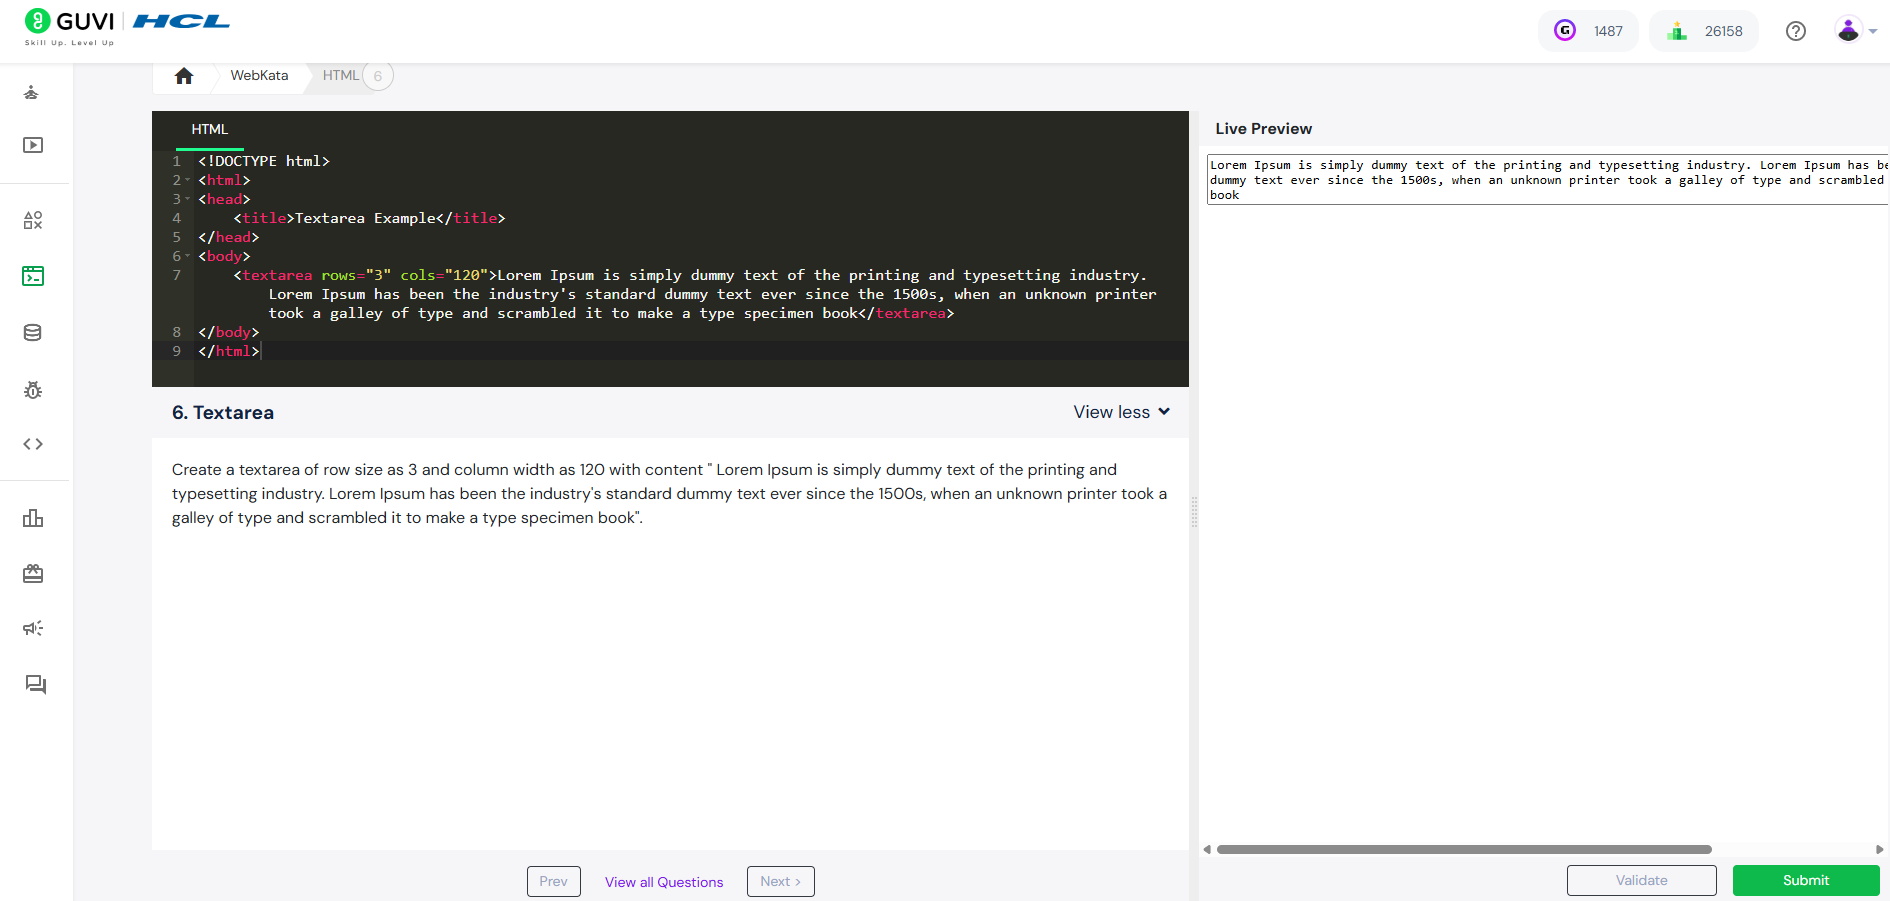 GUVI HCL
Skill Up. Level Up
1487
26158
WebKata
HTML
6
HTML
1 <!DOCTYPE html>
2 <html>
3 <head>
4 <title>Textarea Example</title>
5 </head>
6 <body>
7 <textarea rows="3" cols="120">Lorem Ipsum is simply dummy text of the printing and typesetting industry.
Lorem Ipsum has been the industry's standard dummy text ever since the 1500s, when an unknown printer
took a galley of type and scrambled it to make a type specimen book</textarea>
8 </body>
9 </html>
6. Textarea
View less
Create a textarea of row size as 3 and column width as 120 with content " Lorem Ipsum is simply dummy text of the printing and
typesetting industry. Lorem Ipsum has been the industry's standard dummy text ever since the 1500s, when an unknown printer took a
galley of type and scrambled it to make a type specimen book".
Prev
View all Questions
Next >
Live Preview
Lorem Ipsum is simply dummy text of the printing and typesetting industry. Lorem Ipsum has be
dummy text ever since the 1500s, when an unknown printer took a galley of type and scrambled
book
Validate
Submit